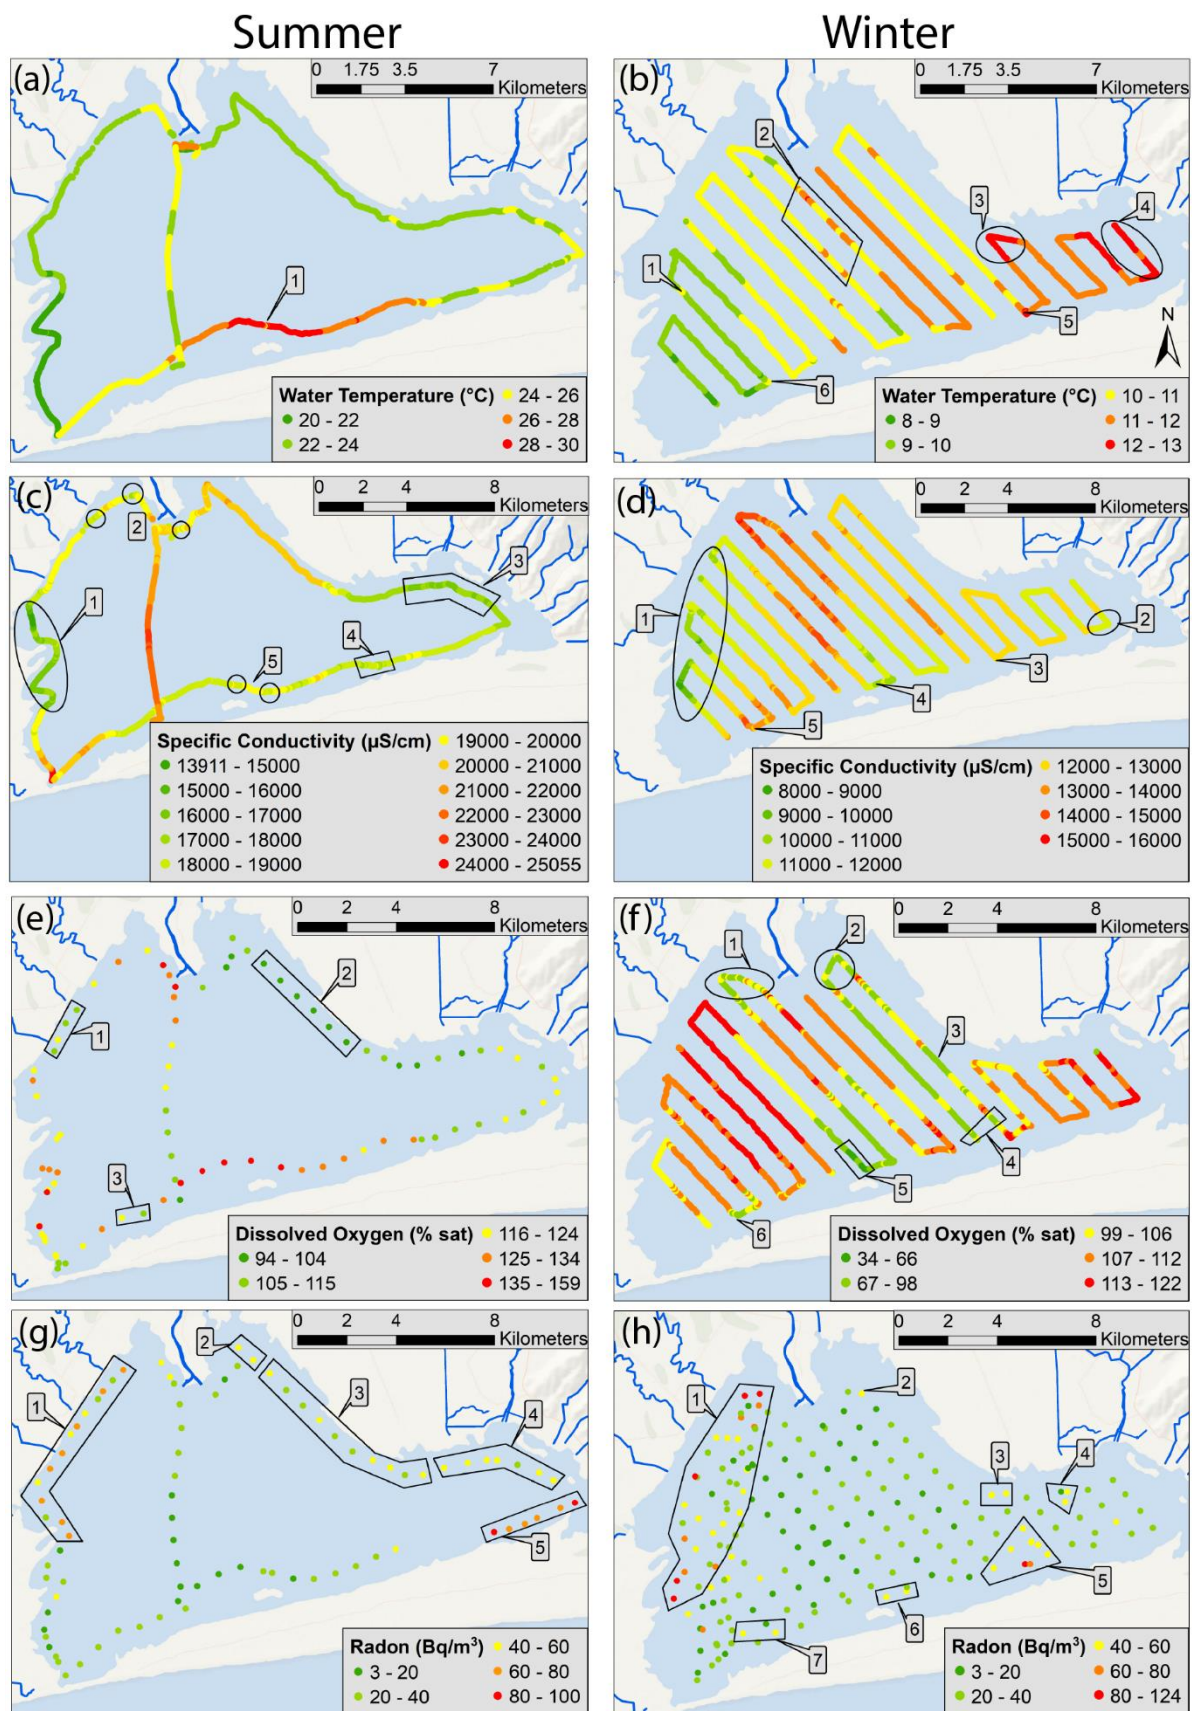 Summer
Winter
(a)
0 1.75 3.5 7
Kilometers
1
Water Temperature (°C)
20 - 22
22 - 24
24 - 26
26 - 28
28 - 30
(b)
0 1.75 3.5 7
Kilometers
2
3
4
1
5
6
N
Water Temperature (°C)
8 - 9
9 - 10
10 - 11
11 - 12
12 - 13
(c)
0 2 4 8
Kilometers
2
3
1
4
5
Specific Conductivity (µS/cm)
13911 - 15000
15000 - 16000
16000 - 17000
17000 - 18000
18000 - 19000
19000 - 20000
20000 - 21000
21000 - 22000
22000 - 23000
23000 - 24000
24000 - 25055
(d)
0 2 4 8
Kilometers
1
2
3
4
5
Specific Conductivity (µS/cm)
8000 - 9000
9000 - 10000
10000 - 11000
11000 - 12000
12000 - 13000
13000 - 14000
14000 - 15000
15000 - 16000
(e)
0 2 4 8
Kilometers
2
1
3
Dissolved Oxygen (% sat)
94 - 104
105 - 115
116 - 124
125 - 134
135 - 159
(f)
0 2 4 8
Kilometers
1
2
3
4
5
6
Dissolved Oxygen (% sat)
34 - 66
67 - 98
99 - 106
107 - 112
113 - 122
(g)
0 2 4 8
Kilometers
2
3
1
4
5
Radon (Bq/m³)
3 - 20
20 - 40
40 - 60
60 - 80
80 - 100
(h)
0 2 4 8
Kilometers
1
2
3
4
5
6
7
Radon (Bq/m³)
3 - 20
20 - 40
40 - 60
60 - 80
80 - 124